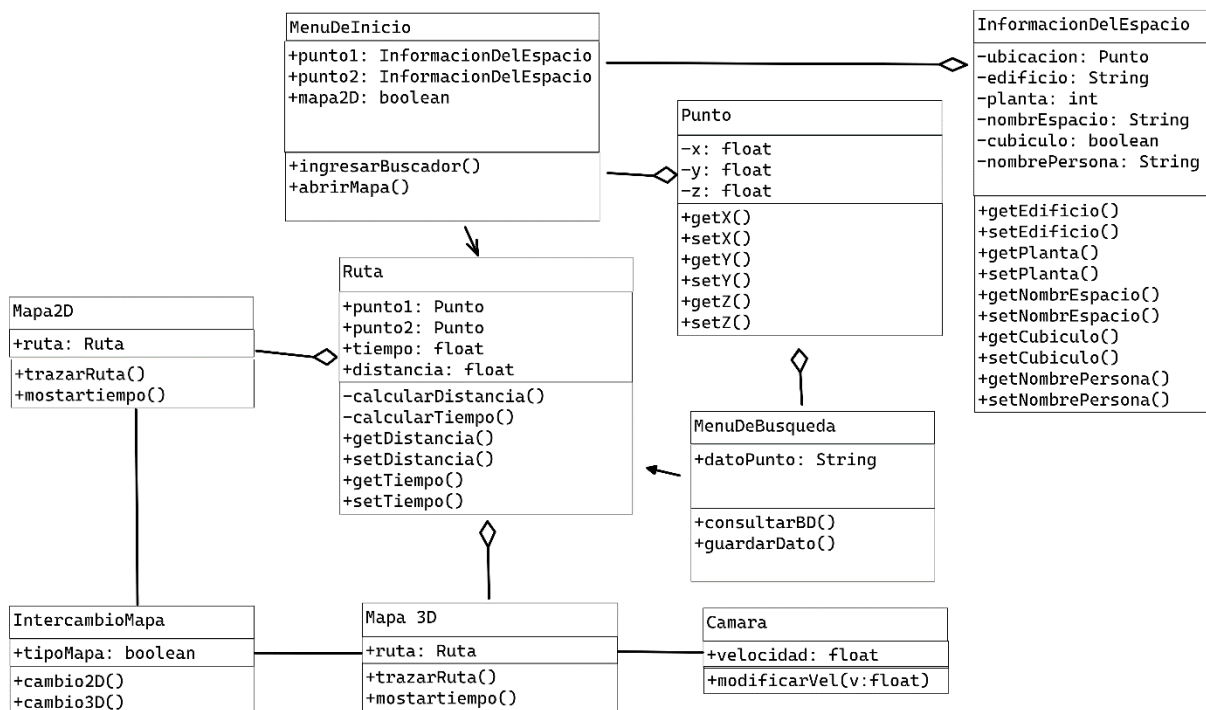 MenuDeInicio
+punto1: InformacionDelEspacio
+punto2: InformacionDelEspacio
+mapa2D: boolean
+ingresarBuscador()
+abrirMapa()
InformacionDelEspacio
-ubicacion: Punto
-edificio: String
-planta: int
-nombrEspacio: String
-cubiculo: boolean
-nombrePersona: String
+getEdificio()
+setEdificio()
+getPlanta()
+setPlanta()
+getNombrEspacio()
+setNombrEspacio()
+getCubiculo()
+setCubiculo()
+getNombrePersona()
+setNombrePersona()
Punto
-x: float
-y: float
-z: float
+getX()
+setX()
+getY()
+setY()
+getZ()
+setZ()
Ruta
+punto1: Punto
+punto2: Punto
+tiempo: float
+distancia: float
-calcularDistancia()
-calcularTiempo()
+getDistancia()
+setDistancia()
+getTiempo()
+setTiempo()
Mapa2D
+ruta: Ruta
+trazarRuta()
+mostartiempo()
MenuDeBusqueda
+datoPunto: String
+consultarBD()
+guardarDato()
IntercambioMapa
+tipoMapa: boolean
+cambio2D()
+cambio3D()
Mapa 3D
+ruta: Ruta
+trazarRuta()
+mostartiempo()
Camara
+velocidad: float
+modificarVel(v:float)